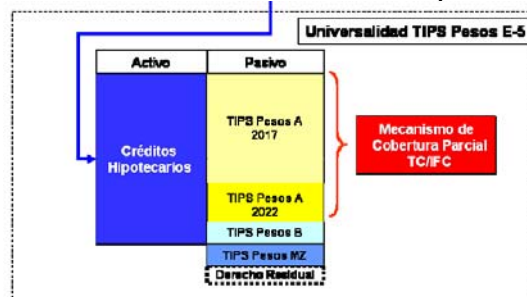 Universalidad TIPS Pesos E-5
Activo
Pasivo
Créditos
Hipotecarios
TIPS Pesos A
2017
TIPS Pesos A
2022
TIPS Pesos B
TIPS Pesos MZ
Derecho Residual
Mecanismo de
Cobertura Parcial
TC/IFC